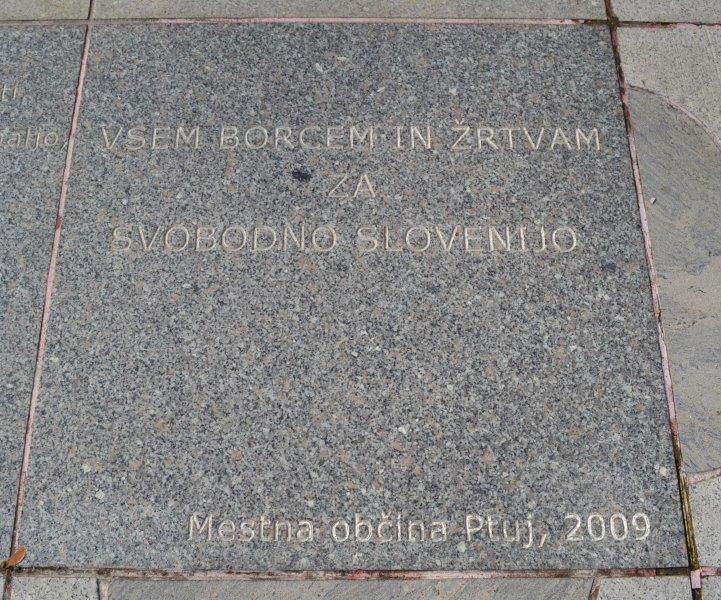 VSEM BORCEM IN ŽRTVAM
ZA
SVOBODNO SLOVENIJO
Mestna občina Ptuj, 2009